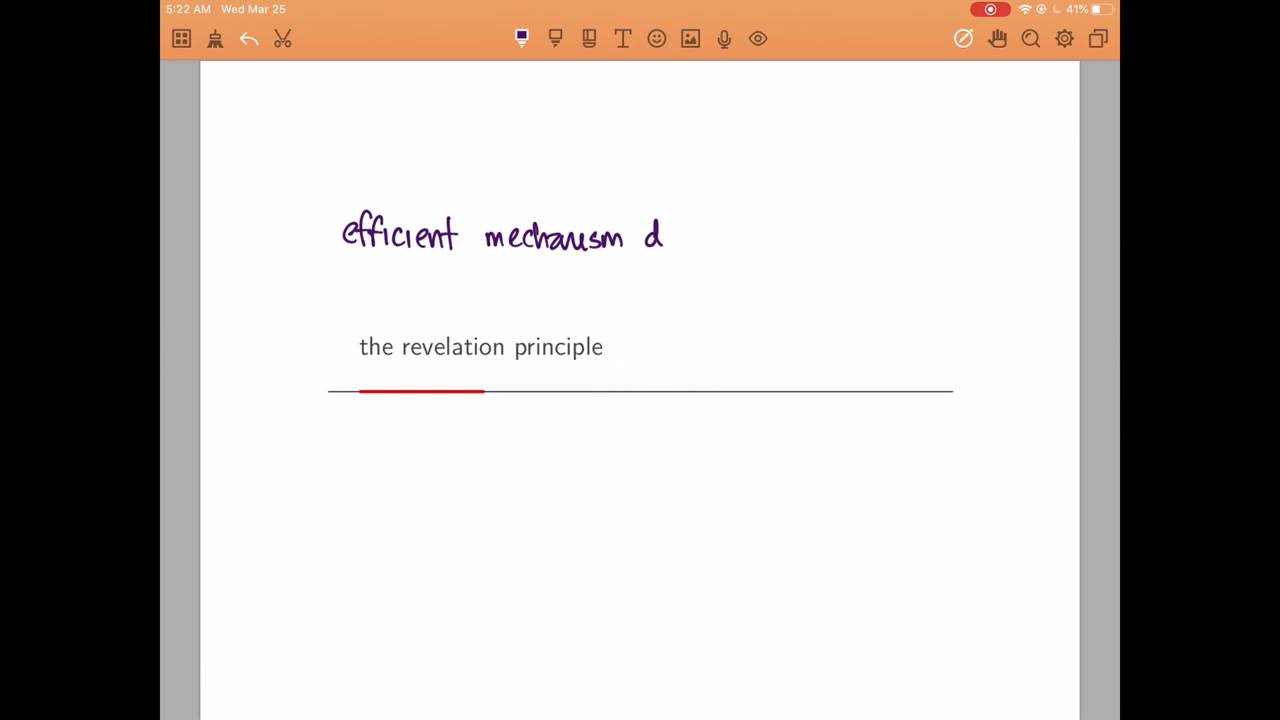 5:22 AM Wed Mar 25
41%
efficient mechanism d
the revelation principle